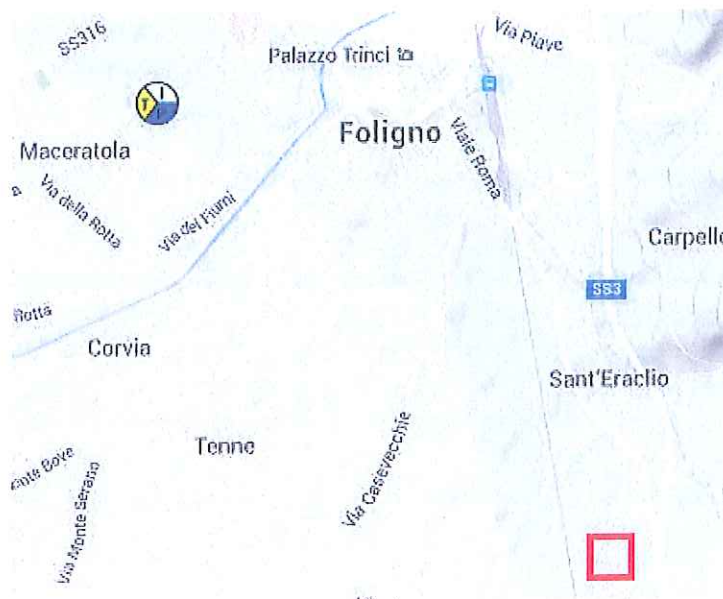 SS316
Via Piave
Palazzo Trinci
T
I
P
Foligno
Viale Roma
Maceratola
Via della Rotta
Via dei Fiumi
Carpello
SS3
Rotta
Corvia
Sant'Eraclio
Tenne
Via Casevecchie
Via Monte Serano